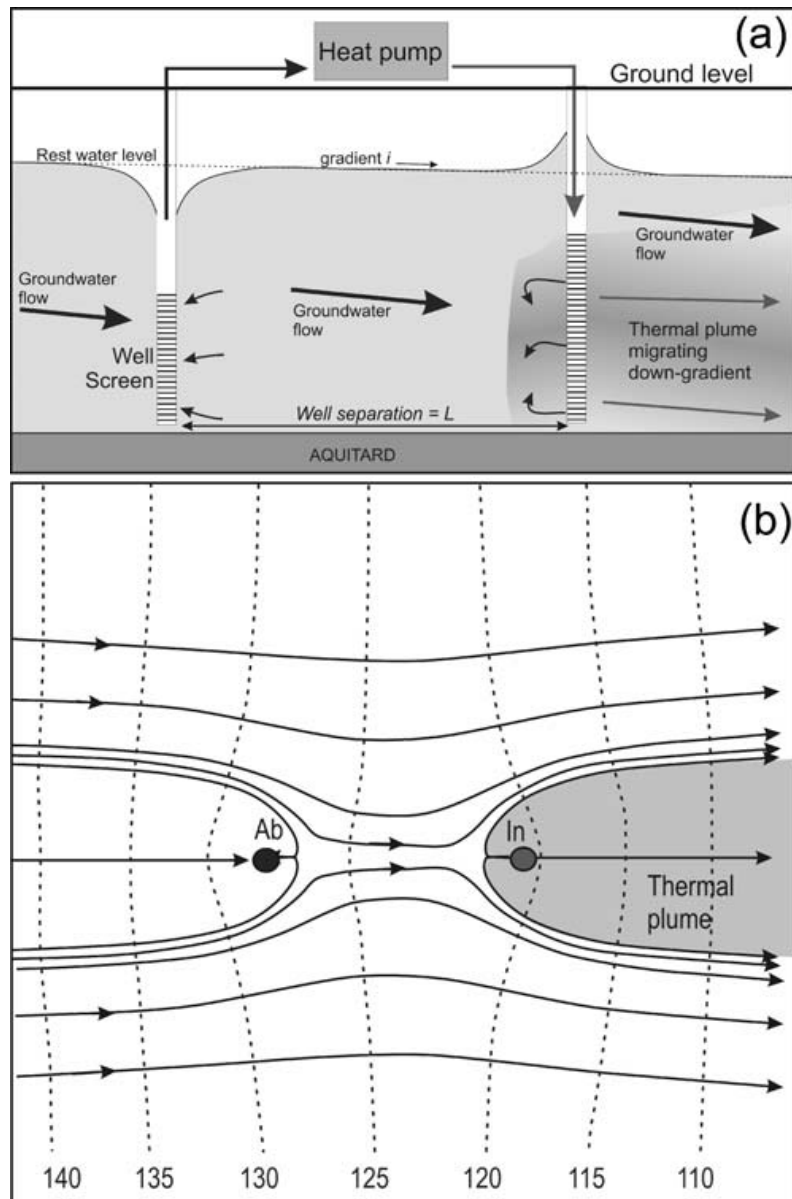 (a)
Heat pump
Ground level
Rest water level
gradient i
Groundwater
flow
Groundwater
flow
Groundwater
flow
Well
Screen
Thermal plume
migrating
down-gradient
Well separation = L
AQUITARD
(b)
Ab
In
Thermal
plume
140 135 130 125 120 115 110